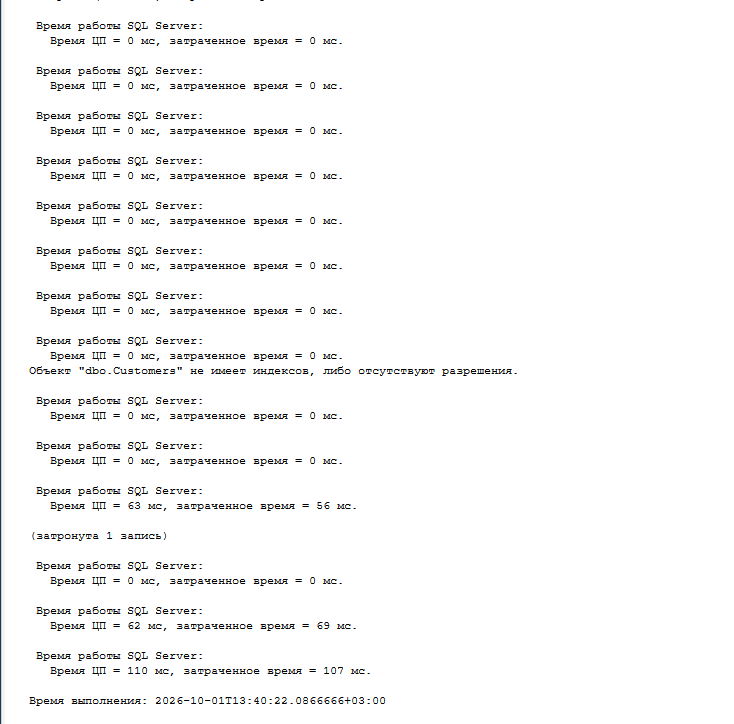 Время работы SQL Server:
Время ЦП = 0 мс, затраченное время = 0 мс.
Время работы SQL Server:
Время ЦП = 0 мс, затраченное время = 0 мс.
Время работы SQL Server:
Время ЦП = 0 мс, затраченное время = 0 мс.
Время работы SQL Server:
Время ЦП = 0 мс, затраченное время = 0 мс.
Время работы SQL Server:
Время ЦП = 0 мс, затраченное время = 0 мс.
Время работы SQL Server:
Время ЦП = 0 мс, затраченное время = 0 мс.
Время работы SQL Server:
Время ЦП = 0 мс, затраченное время = 0 мс.
Время работы SQL Server:
Время ЦП = 0 мс, затраченное время = 0 мс.
Объект "dbo.Customers" не имеет индексов, либо отсутствуют разрешения.
Время работы SQL Server:
Время ЦП = 0 мс, затраченное время = 0 мс.
Время работы SQL Server:
Время ЦП = 0 мс, затраченное время = 0 мс.
Время работы SQL Server:
Время ЦП = 63 мс, затраченное время = 56 мс.
(затронута 1 запись)
Время работы SQL Server:
Время ЦП = 0 мс, затраченное время = 0 мс.
Время работы SQL Server:
Время ЦП = 62 мс, затраченное время = 69 мс.
Время работы SQL Server:
Время ЦП = 110 мс, затраченное время = 107 мс.
Время выполнения: 2026-10-01T13:40:22.0866666+03:00